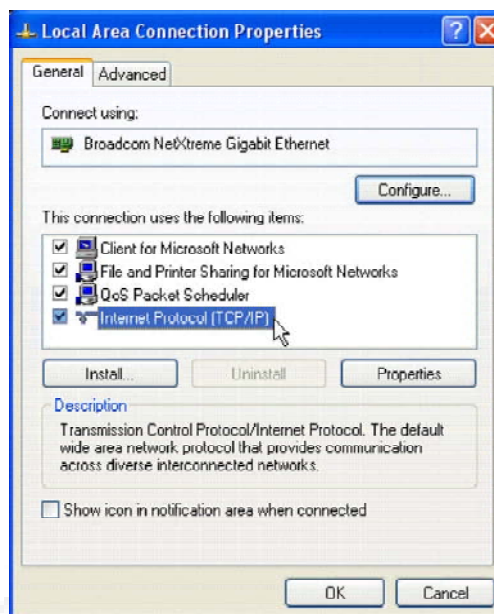 Local Area Connection Properties
General Advanced
Connect using:
Broadcom NetXtreme Gigabit Ethernet
Configure...
This connection uses the following items:
Client for Microsoft Networks
File and Printer Sharing for Microsoft Networks
QoS Packet Scheduler
Internet Protocol (TCP/IP)
Install... Uninstall Properties
Description
Transmission Control Protocol/Internet Protocol. The default
wide area network protocol that provides communication
across diverse interconnected networks.
Show icon in notification area when connected
OK Cancel